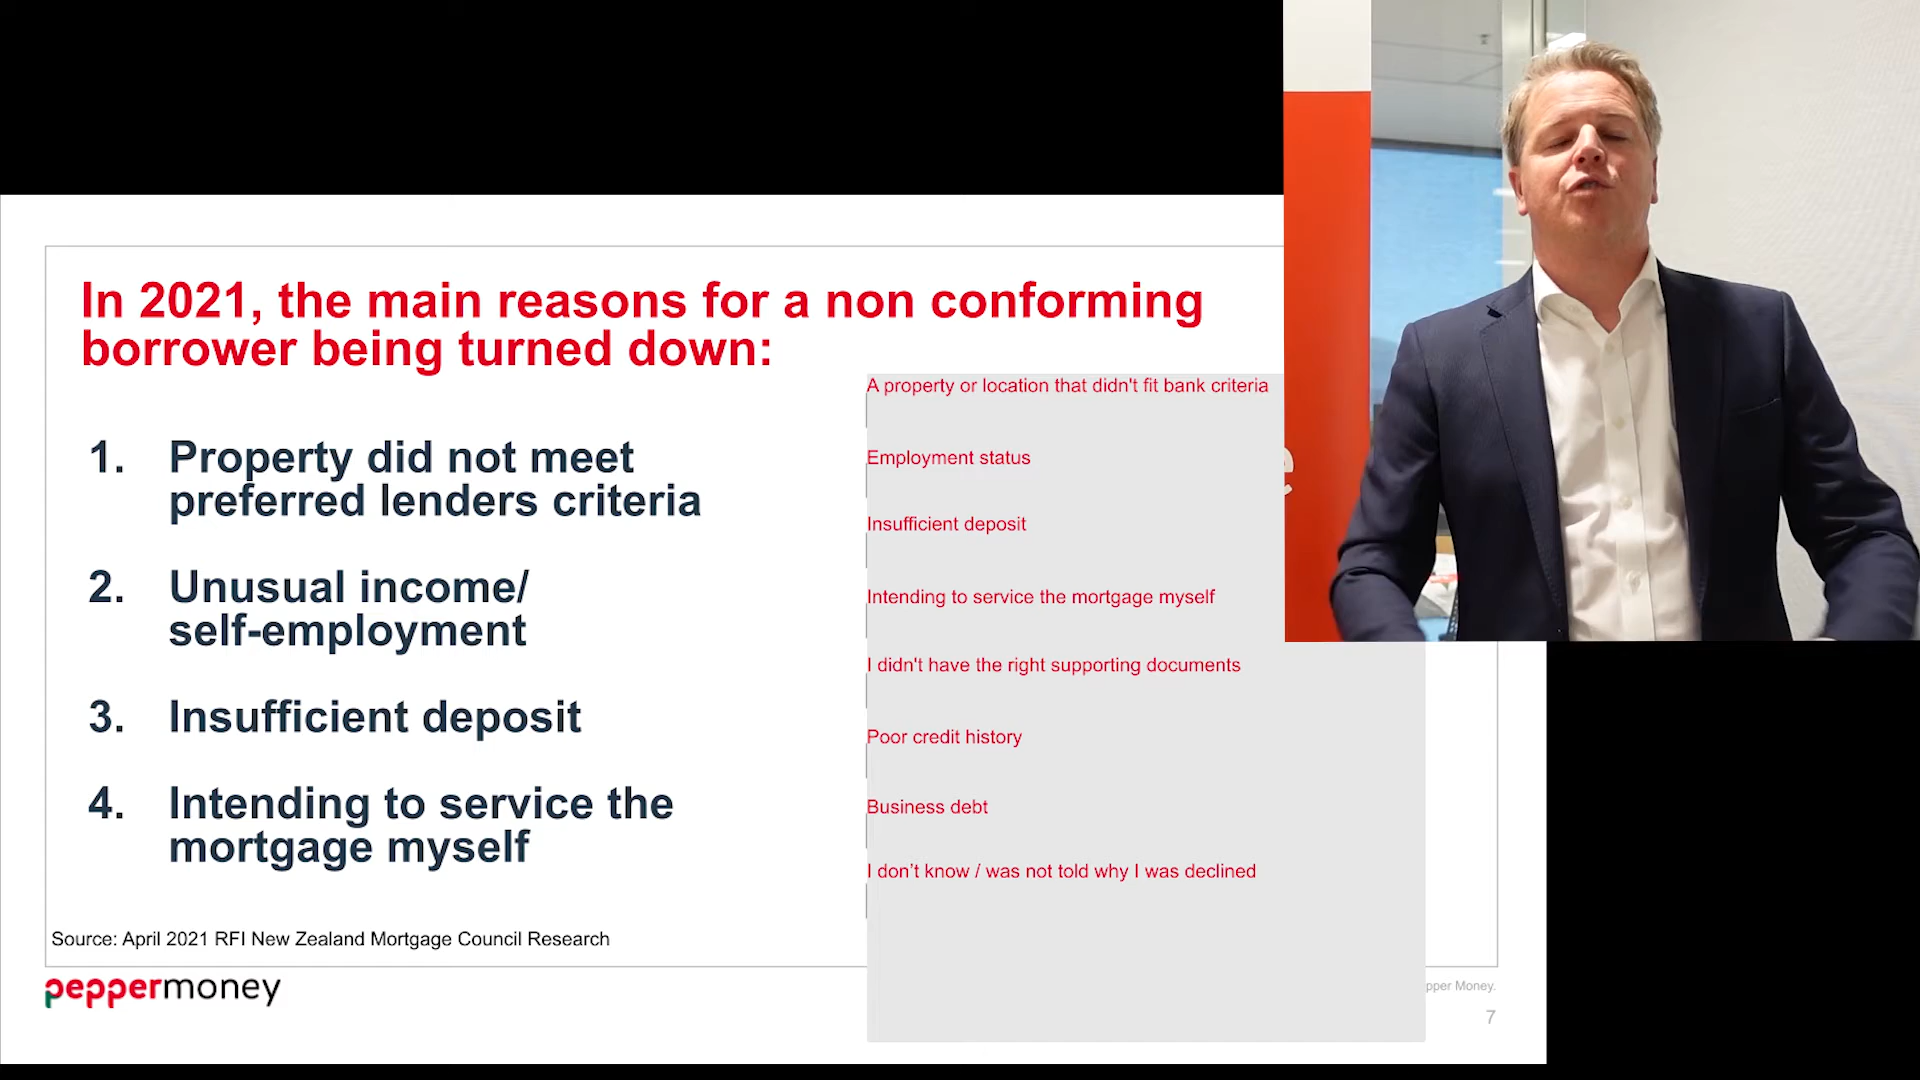 In 2021, the main reasons for a non conforming
borrower being turned down:
1. Property did not meet
preferred lenders criteria
2. Unusual income/
self-employment
3. Insufficient deposit
4. Intending to service the
mortgage myself
A property or location that didn't fit bank criteria
Employment status
Insufficient deposit
Intending to service the mortgage myself
I didn't have the right supporting documents
Poor credit history
Business debt
I don’t know / was not told why I was declined
Source: April 2021 RFI New Zealand Mortgage Council Research
peppermoney
Money.
7